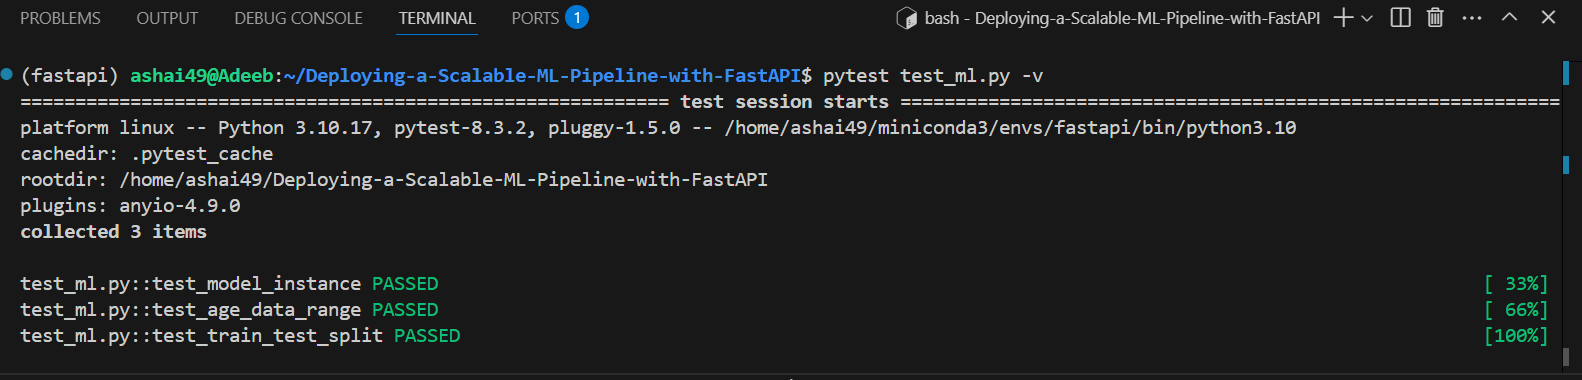 PROBLEMS OUTPUT DEBUG CONSOLE TERMINAL PORTS 1 bash - Deploying-a-Scalable-ML-Pipeline-with-FastAPI
(fastapi) ashai49@Adeeb:~/Deploying-a-Scalable-ML-Pipeline-with-FastAPI$ pytest test_ml.py -v
=========================================================== test session starts ============================================================
platform linux -- Python 3.10.17, pytest-8.3.2, pluggy-1.5.0 -- /home/ashai49/miniconda3/envs/fastapi/bin/python3.10
cachedir: .pytest_cache
rootdir: /home/ashai49/Deploying-a-Scalable-ML-Pipeline-with-FastAPI
plugins: anyio-4.9.0
collected 3 items
test_ml.py::test_model_instance PASSED [ 33%]
test_ml.py::test_age_data_range PASSED [ 66%]
test_ml.py::test_train_test_split PASSED [100%]